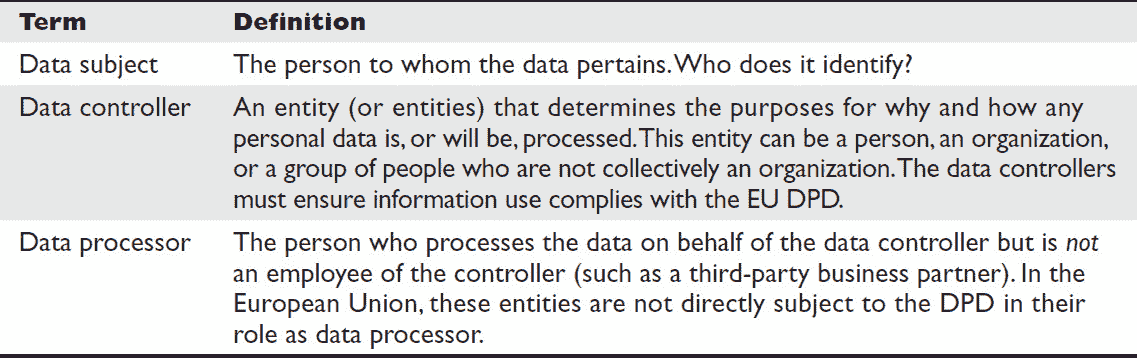 Term Definition
Data subject The person to whom the data pertains. Who does it identify?
Data controller An entity (or entities) that determines the purposes for why and how any
personal data is, or will be, processed. This entity can be a person, an organization,
or a group of people who are not collectively an organization. The data controllers
must ensure information use complies with the EU DPD.
Data processor The person who processes the data on behalf of the data controller but is not
an employee of the controller (such as a third-party business partner). In the
European Union, these entities are not directly subject to the DPD in their
role as data processor.